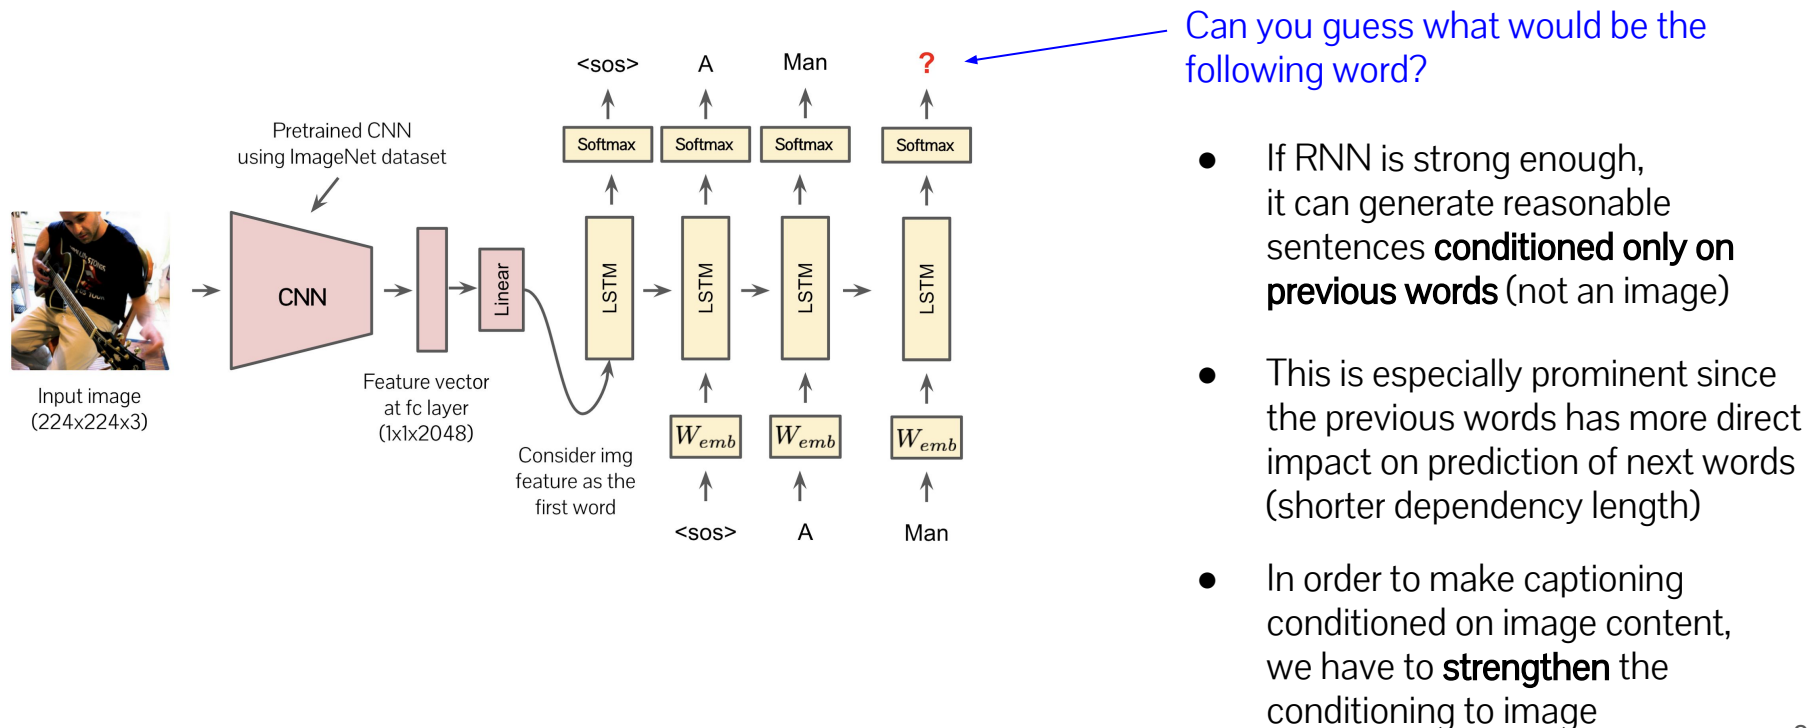 Can you guess what would be the
following word?
<sos> A Man ?
Pretrained CNN
using ImageNet dataset
Softmax Softmax Softmax Softmax
CNN
Linear
LSTM LSTM LSTM LSTM
Input image
(224x224x3)
Feature vector
at fc layer
(1x1x2048)
Consider img
feature as the
first word
W_emb W_emb W_emb
<sos> A Man
● If RNN is strong enough,
it can generate reasonable
sentences conditioned only on
previous words (not an image)
● This is especially prominent since
the previous words has more direct
impact on prediction of next words
(shorter dependency length)
● In order to make captioning
conditioned on image content,
we have to strengthen the
conditioning to image